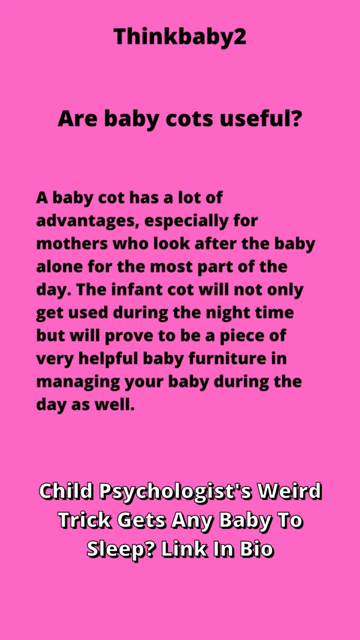 Thinkbaby2
Are baby cots useful?
A baby cot has a lot of
advantages, especially for
mothers who look after the baby
alone for the most part of the
day. The infant cot will not only
get used during the night time
but will prove to be a piece of
very helpful baby furniture in
managing your baby during the
day as well.
Child Psychologist's Weird
Trick Gets Any Baby To
Sleep? Link In Bio